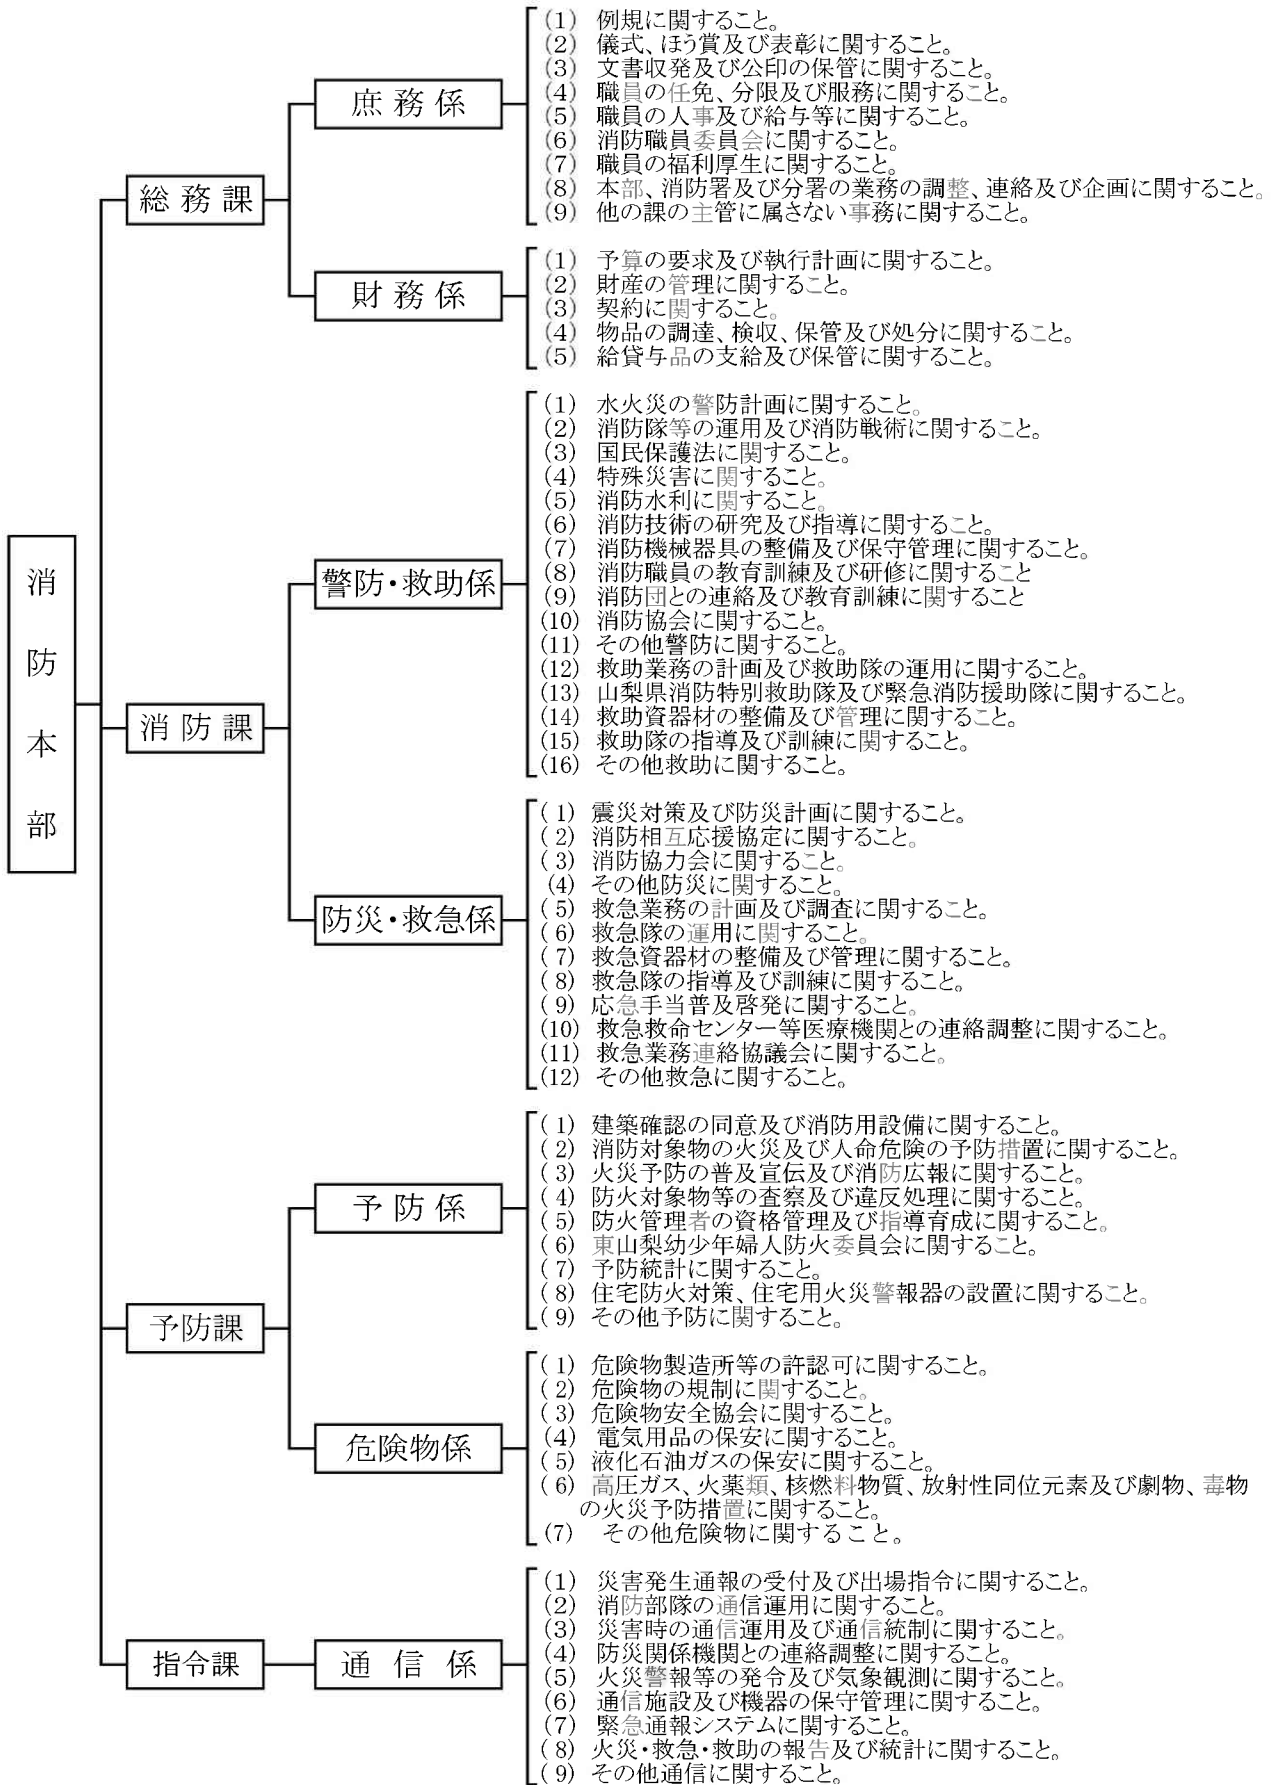 消防本部
総務課
庶務係
(1) 例規に関すること。
(2) 儀式、ほう賞及び表彰に関すること。
(3) 文書収発及び公印の保管に関すること。
(4) 職員の任免、分限及び服務に関すること。
(5) 職員の人事及び給与等に関すること。
(6) 消防職員委員会に関すること。
(7) 職員の福利厚生に関すること。
(8) 本部、消防署及び分署の業務の調整、連絡及び企画に関すること。
(9) 他の課の主管に属さない事務に関すること。
財務係
(1) 予算の要求及び執行計画に関すること。
(2) 財産の管理に関すること。
(3) 契約に関すること。
(4) 物品の調達、検収、保管及び処分に関すること。
(5) 給貸与品の支給及び保管に関すること。
消防課
警防・救助係
(1) 水火災の警防計画に関すること。
(2) 消防隊等の運用及び消防戦術に関すること。
(3) 国民保護法に関すること。
(4) 特殊災害に関すること。
(5) 消防水利に関すること。
(6) 消防技術の研究及び指導に関すること。
(7) 消防機械器具の整備及び保守管理に関すること。
(8) 消防職員の教育訓練及び研修に関すること
(9) 消防団との連絡及び教育訓練に関すること
(10) 消防協会に関すること。
(11) その他警防に関すること。
(12) 救助業務の計画及び救助隊の運用に関すること。
(13) 山梨県消防特別救助隊及び緊急消防援助隊に関すること。
(14) 救助資器材の整備及び管理に関すること。
(15) 救助隊の指導及び訓練に関すること。
(16) その他救助に関すること。
防災・救急係
(1) 震災対策及び防災計画に関すること。
(2) 消防相互応援協定に関すること。
(3) 消防協力会に関すること。
(4) その他防災に関すること。
(5) 救急業務の計画及び調査に関すること。
(6) 救急隊の運用に関すること。
(7) 救急資器材の整備及び管理に関すること。
(8) 救急隊の指導及び訓練に関すること。
(9) 応急手当普及啓発に関すること。
(10) 救急救命センター等医療機関との連絡調整に関すること。
(11) 救急業務連絡協議会に関すること。
(12) その他救急に関すること。
予防課
予防係
(1) 建築確認の同意及び消防用設備に関すること。
(2) 消防対象物の火災及び人命危険の予防措置に関すること。
(3) 火災予防の普及宣伝及び消防広報に関すること。
(4) 防火対象物等の査察及び違反処理に関すること。
(5) 防火管理者の資格管理及び指導育成に関すること。
(6) 東山梨幼少年婦人防火委員会に関すること。
(7) 予防統計に関すること。
(8) 住宅防火対策、住宅用火災警報器の設置に関すること。
(9) その他予防に関すること。
危険物係
(1) 危険物製造所等の許認可に関すること。
(2) 危険物の規制に関すること。
(3) 危険物安全協会に関すること。
(4) 電気用品の保安に関すること。
(5) 液化石油ガスの保安に関すること。
(6) 高圧ガス、火薬類、核燃料物質、放射性同位元素及び劇物、毒物
の火災予防措置に関すること。
(7) その他危険物に関すること。
指令課
通信係
(1) 災害発生通報の受付及び出場指令に関すること。
(2) 消防部隊の通信運用に関すること。
(3) 災害時の通信運用及び通信統制に関すること。
(4) 防災関係機関との連絡調整に関すること。
(5) 火災警報等の発令及び気象観測に関すること。
(6) 通信施設及び機器の保守管理に関すること。
(7) 緊急通報システムに関すること。
(8) 火災・救急・救助の報告及び統計に関すること。
(9) その他通信に関すること。